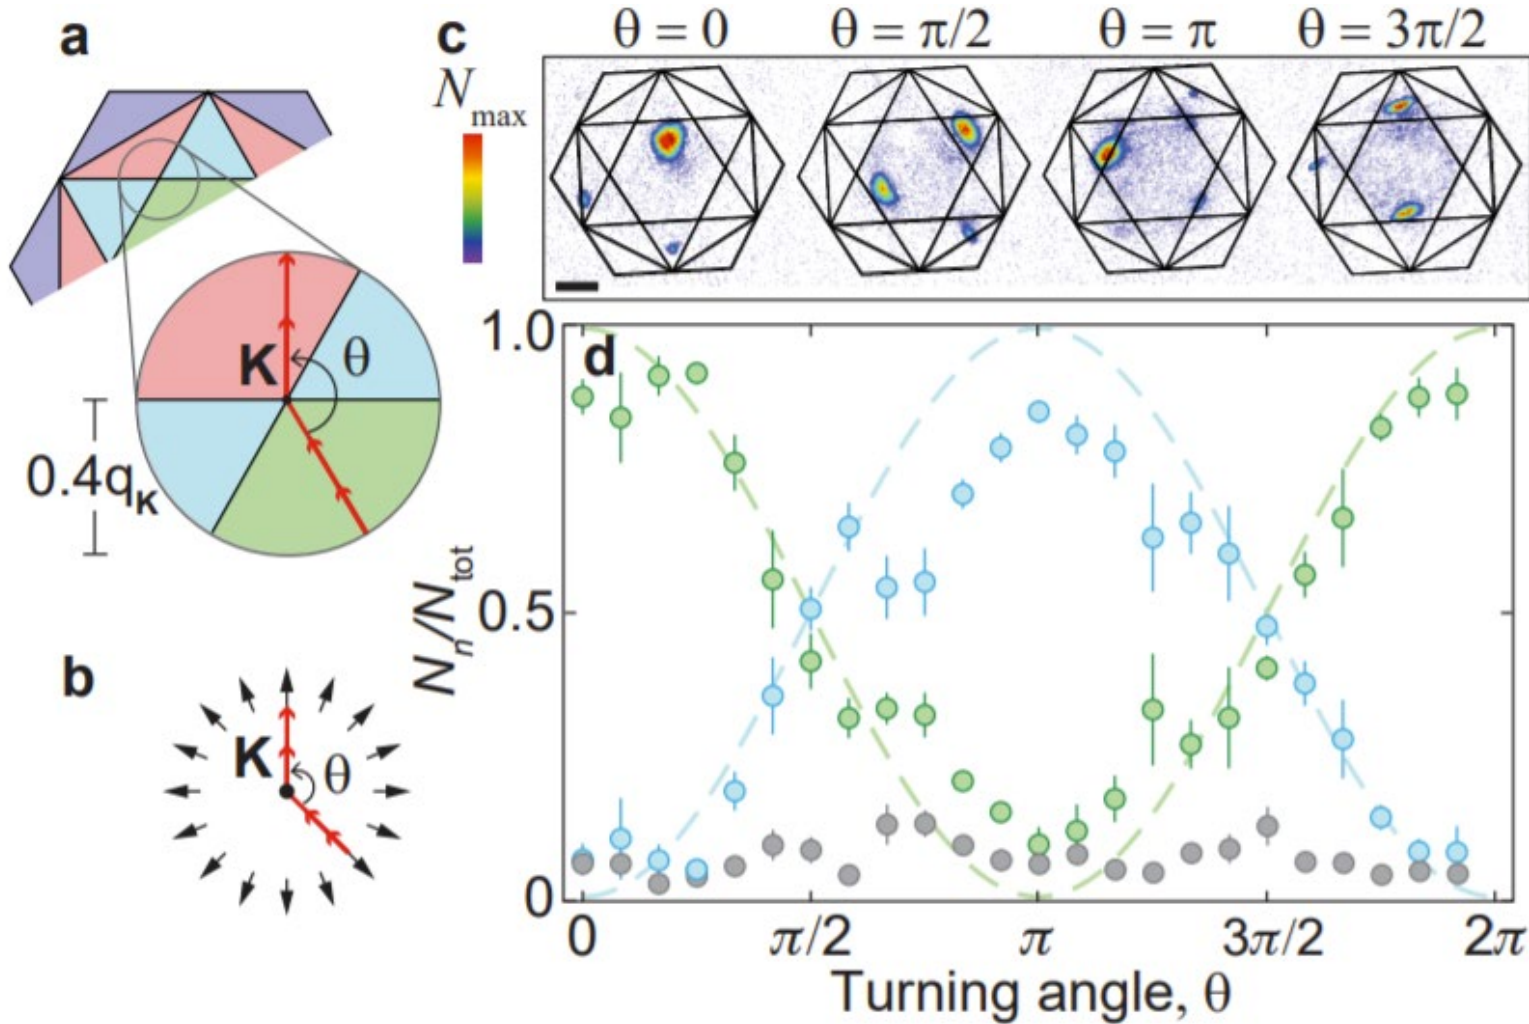 a
K
θ
0.4q_K
b
K
θ
c
θ = 0
θ = π/2
θ = π
θ = 3π/2
N_max
d
1.0
0.5
0
N_n/N_tot
0
π/2
π
3π/2
2π
Turning angle, θ